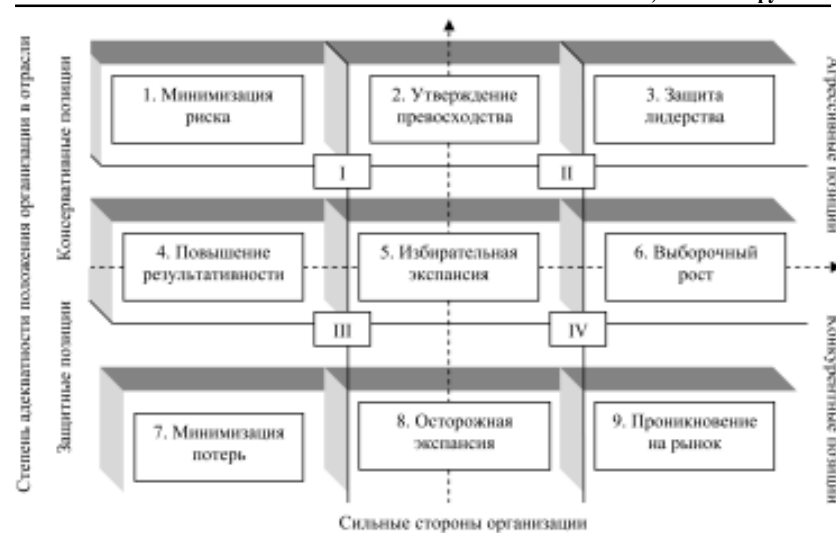 Степень адекватности положения организации в отрасли
Консервативные позиции
Защитные позиции
Агрессивные позиции
Конкурентные позиции
1. Минимизация
риска
2. Утверждение
превосходства
3. Защита
лидерства
I
II
4. Повышение
результативности
5. Избирательная
экспансия
6. Выборочный
рост
III
IV
7. Минимизация
потерь
8. Осторожная
экспансия
9. Проникновение
на рынок
Сильные стороны организации